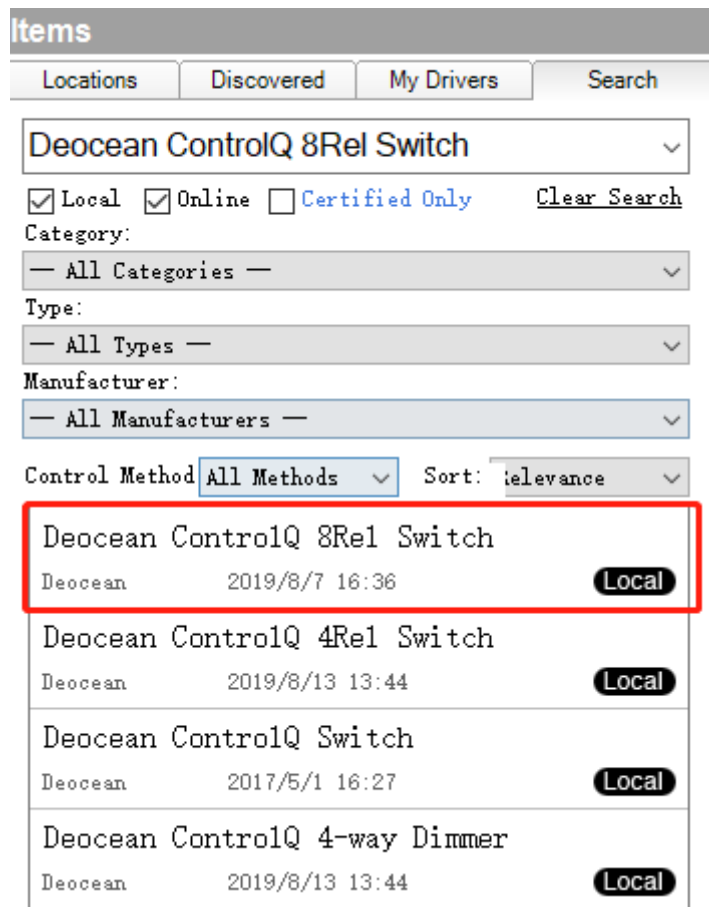 Items
Locations Discovered My Drivers Search
Deocean ControlQ 8Rel Switch
Local Online Certified Only Clear Search
Category:
— All Categories —
Type:
— All Types —
Manufacturer:
— All Manufacturers —
Control Method All Methods Sort: elevance
Deocean ControlQ 8Rel Switch
Deocean 2019/8/7 16:36 Local
Deocean ControlQ 4Rel Switch
Deocean 2019/8/13 13:44 Local
Deocean ControlQ Switch
Deocean 2017/5/1 16:27 Local
Deocean ControlQ 4-way Dimmer
Deocean 2019/8/13 13:44 Local